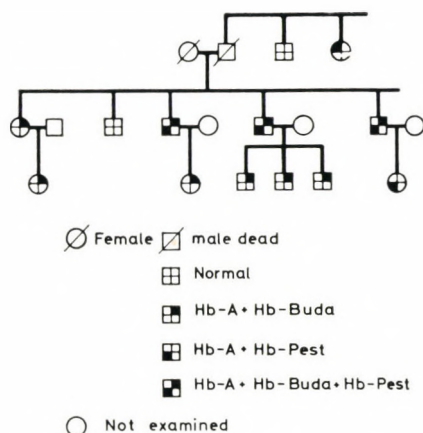 Female male dead
Normal
Hb-A + Hb-Buda
Hb-A + Hb-Pest
Hb-A + Hb-Buda + Hb-Pest
Not examined